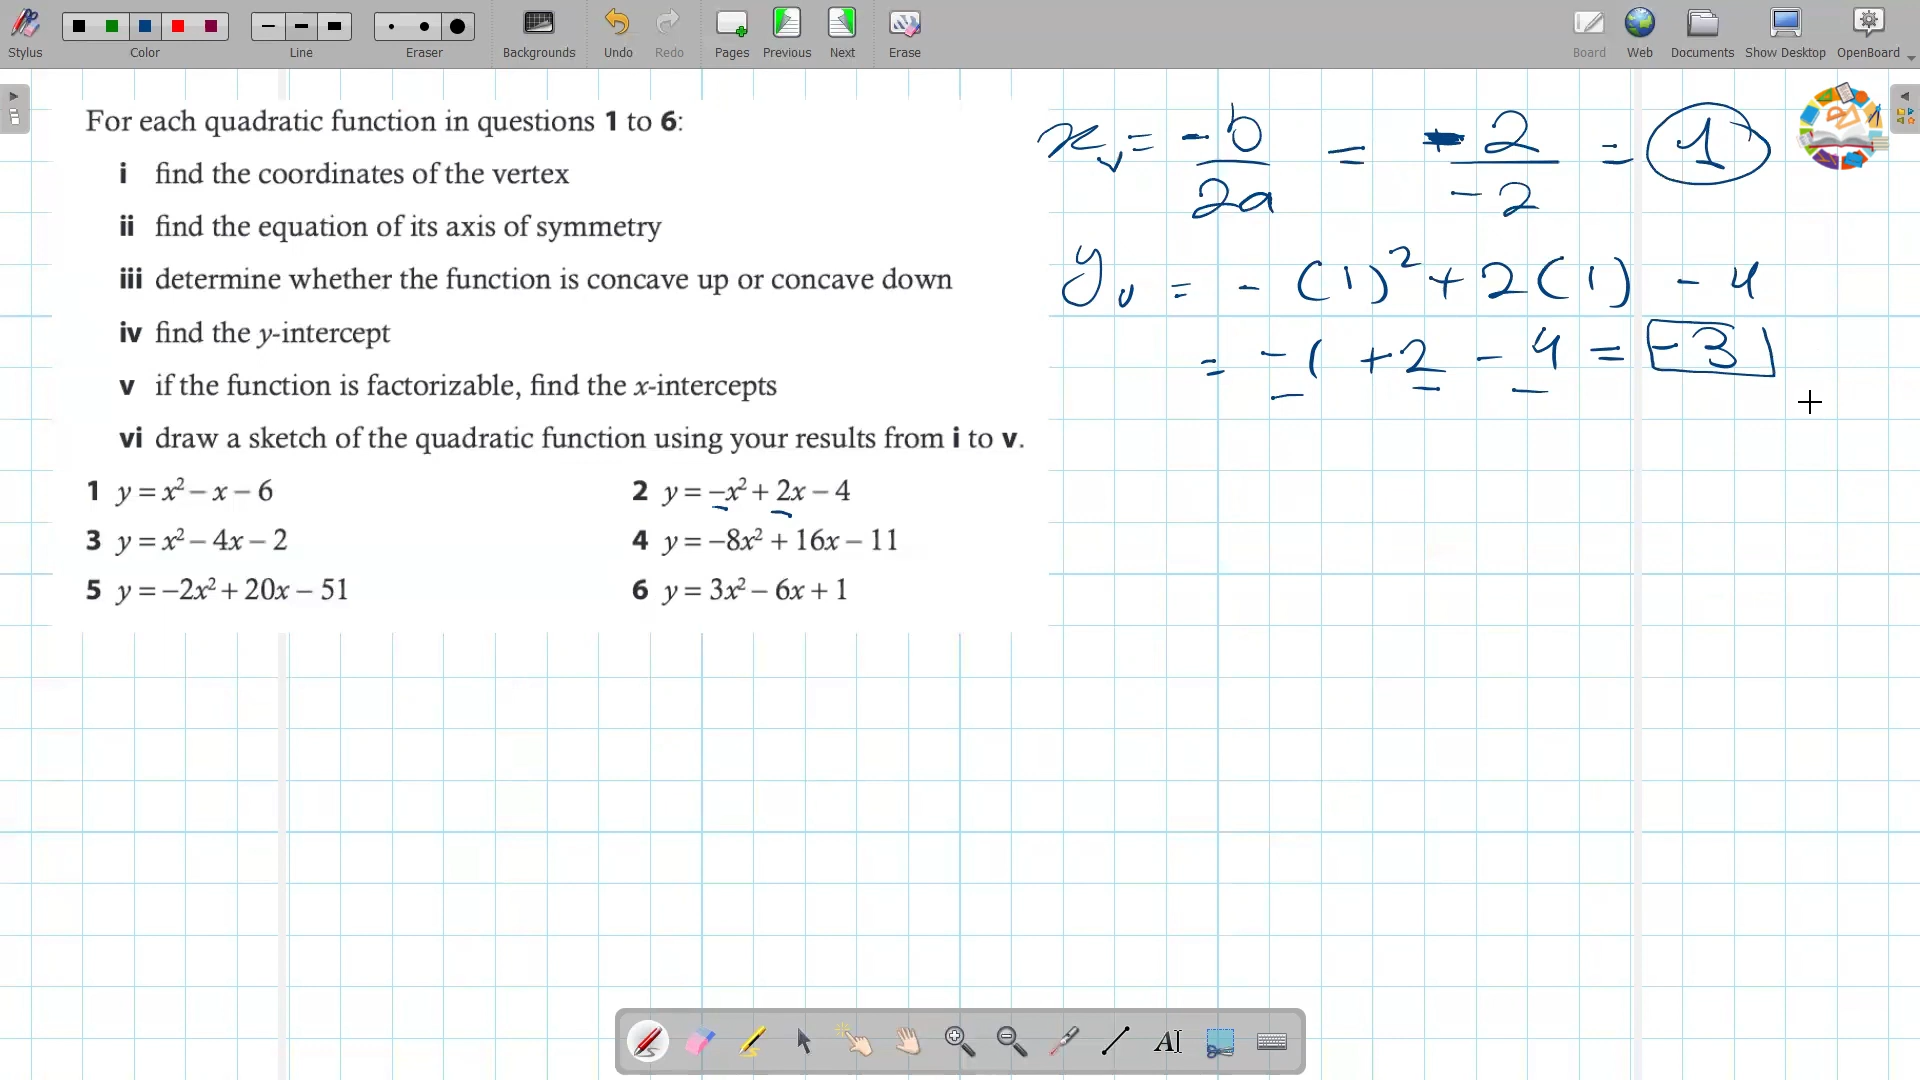 Stylus Color Line Eraser Backgrounds Undo Redo Pages Previous Next Erase Board Web Documents Show Desktop OpenBoard
For each quadratic function in questions 1 to 6:
i find the coordinates of the vertex
ii find the equation of its axis of symmetry
iii determine whether the function is concave up or concave down
iv find the y-intercept
v if the function is factorizable, find the x-intercepts
vi draw a sketch of the quadratic function using your results from i to v.
1 y = x² – x – 6
2 y = –x² + 2x – 4
3 y = x² – 4x – 2
4 y = –8x² + 16x – 11
5 y = –2x² + 20x – 51
6 y = 3x² – 6x + 1
xᵥ = -b/2a = -2/-2 = 1
yᵥ = -(1)² + 2(1) - 4
= -1 + 2 - 4 = -3